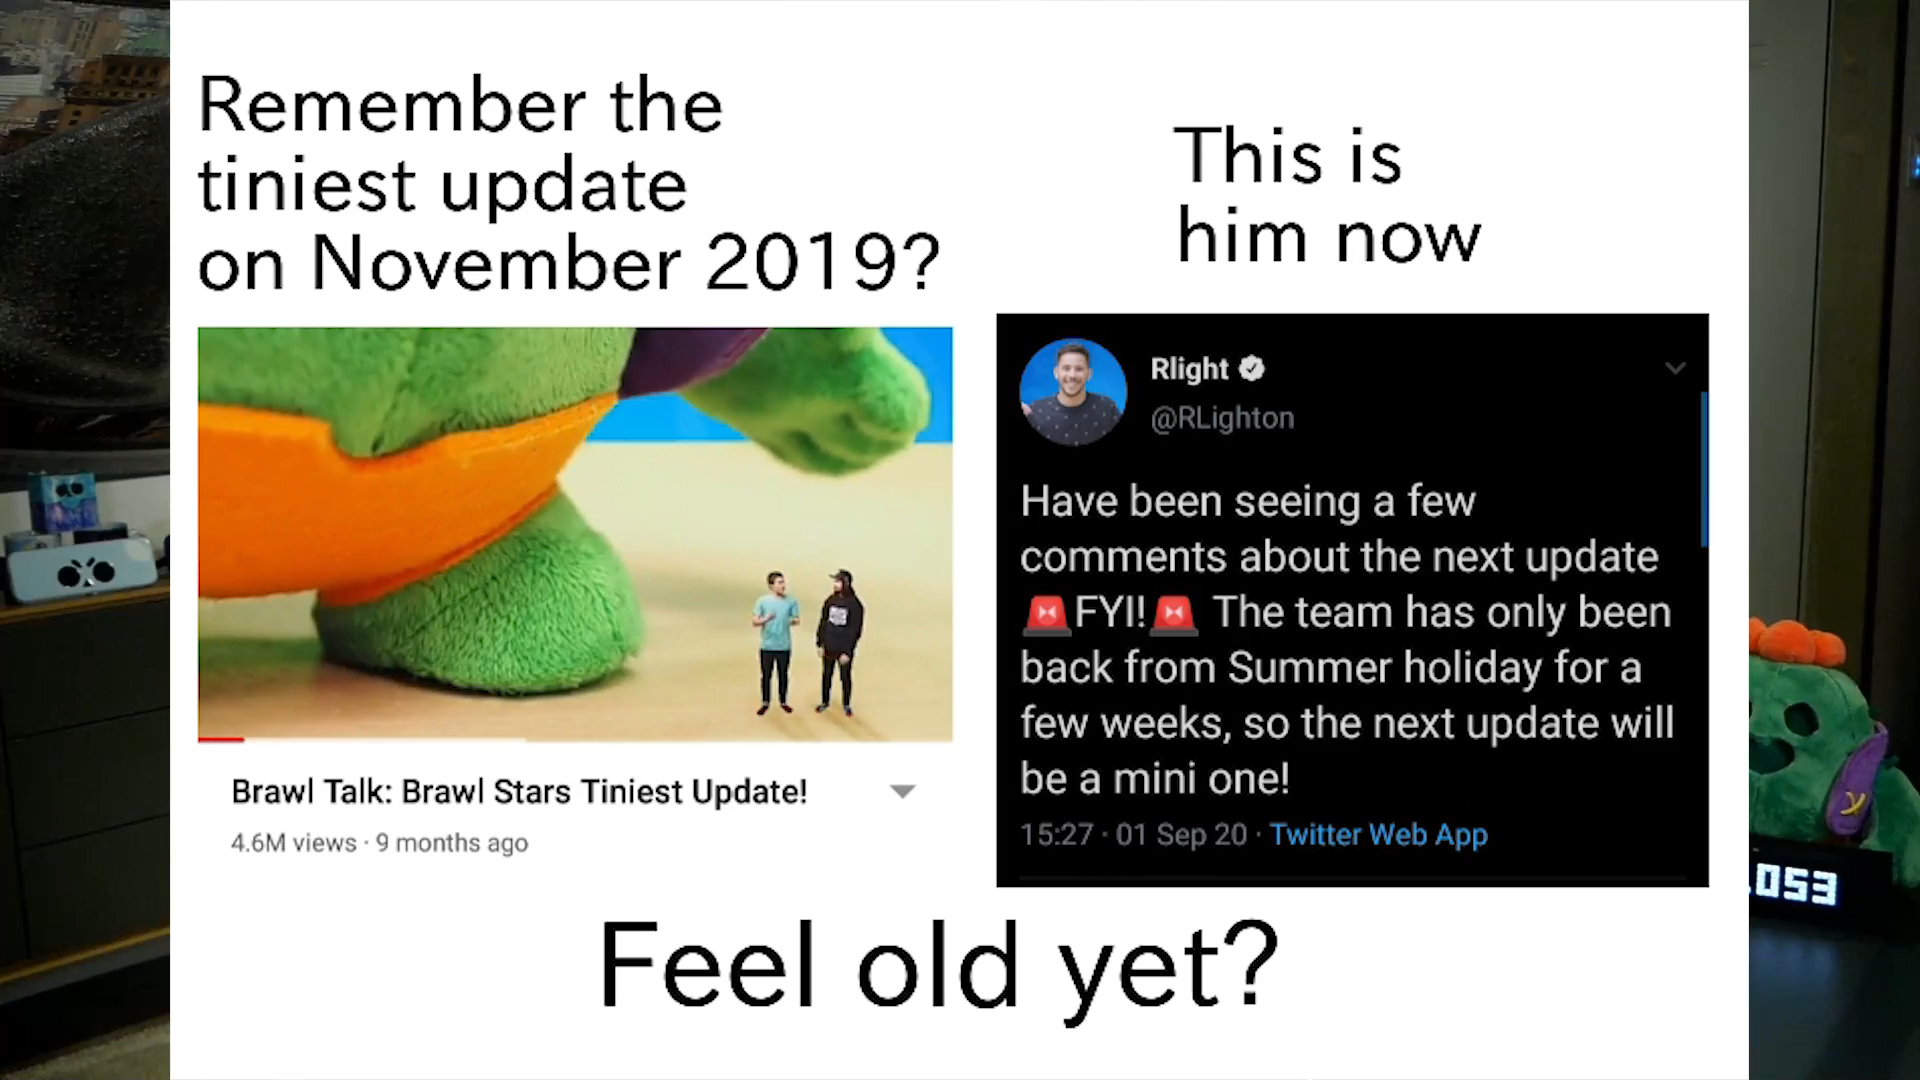 Remember the
tiniest update
on November 2019?
This is
him now
Brawl Talk: Brawl Stars Tiniest Update!
4.6M views · 9 months ago
Rlight
@RLighton
Have been seeing a few
comments about the next update
🚨FYI!🚨 The team has only been
back from Summer holiday for a
few weeks, so the next update will
be a mini one!
15:27 · 01 Sep 20 · Twitter Web App
Feel old yet?
053